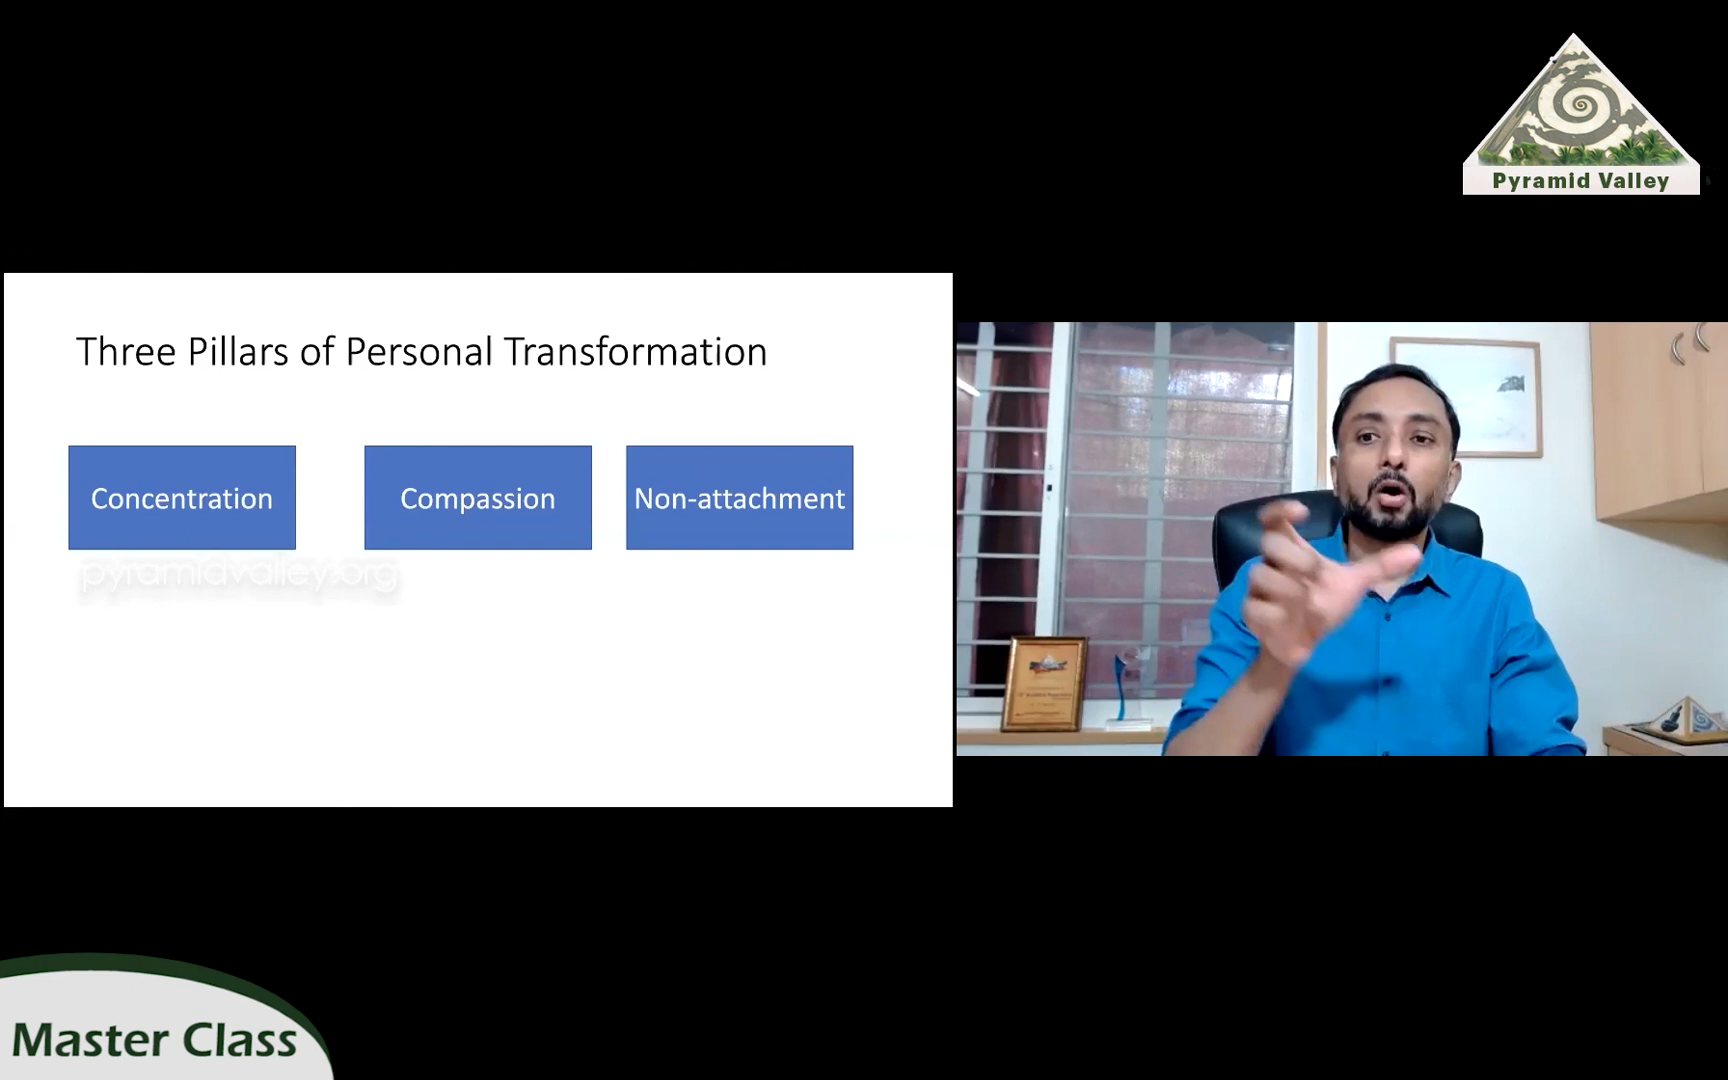 Pyramid Valley
Three Pillars of Personal Transformation
Concentration
Compassion
Non-attachment
pyramidvalley.org
Master Class